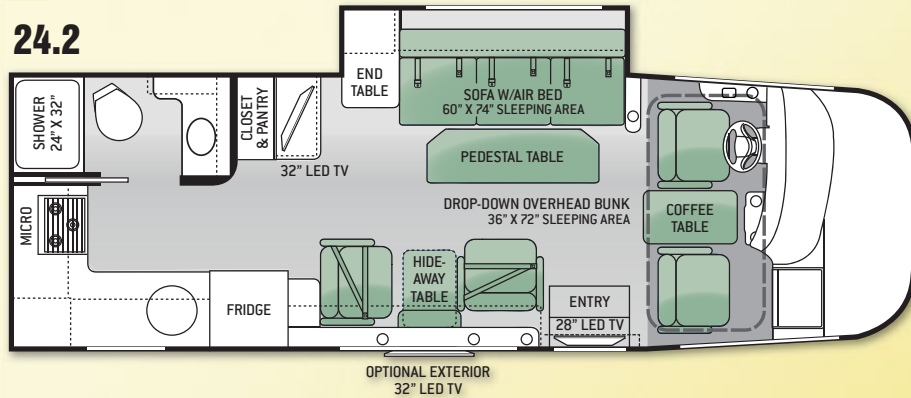 24.2
SHOWER
24" X 32"
CLOSET
& PANTRY
32" LED TV
END
TABLE
SOFA W/AIR BED
60" X 74" SLEEPING AREA
PEDESTAL TABLE
DROP-DOWN OVERHEAD BUNK
36" X 72" SLEEPING AREA
COFFEE
TABLE
MICRO
FRIDGE
HIDE-
AWAY
TABLE
ENTRY
28" LED TV
OPTIONAL EXTERIOR
32" LED TV